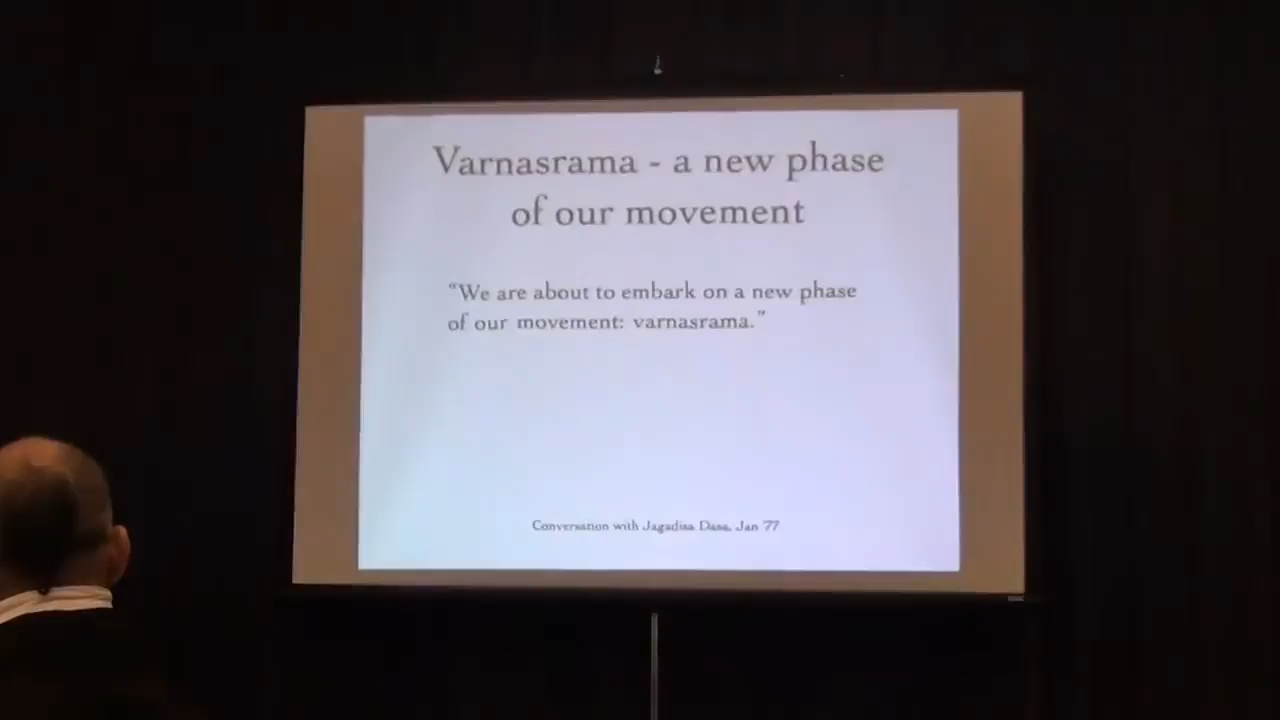 Varnasrama - a new phase
of our movement
“We are about to embark on a new phase
of our movement: varnasrama.”
Conversation with Jagadisa Dasa, Jan '77